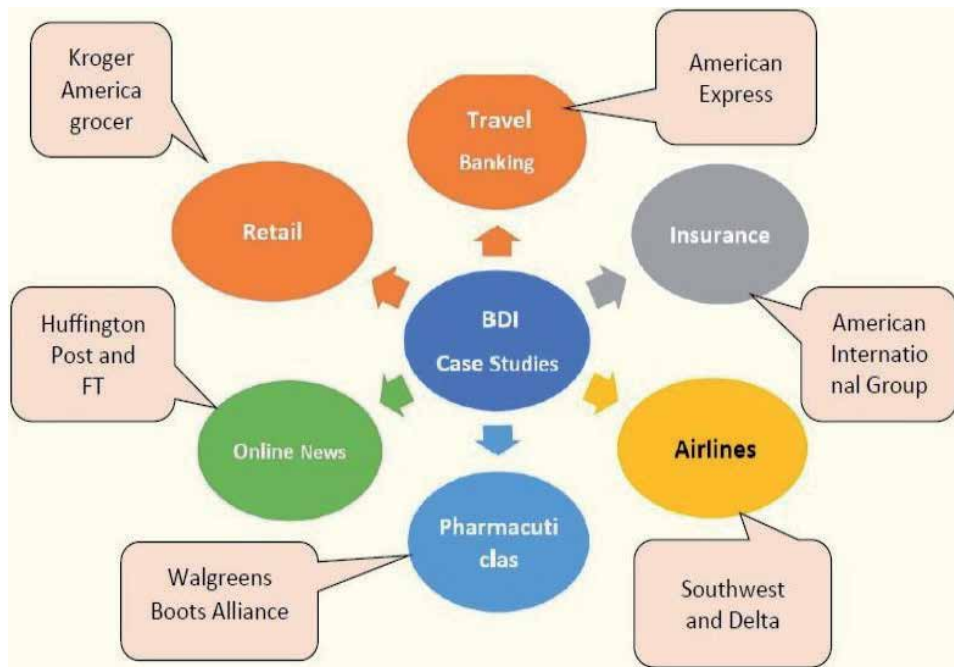 Kroger
America
grocer
American
Express
Travel
Banking
Retail
Insurance
BDI
Case Studies
Huffington
Post and
FT
American
Internatio
nal Group
Online News
Airlines
Pharmacuti
clas
Walgreens
Boots Alliance
Southwest
and Delta